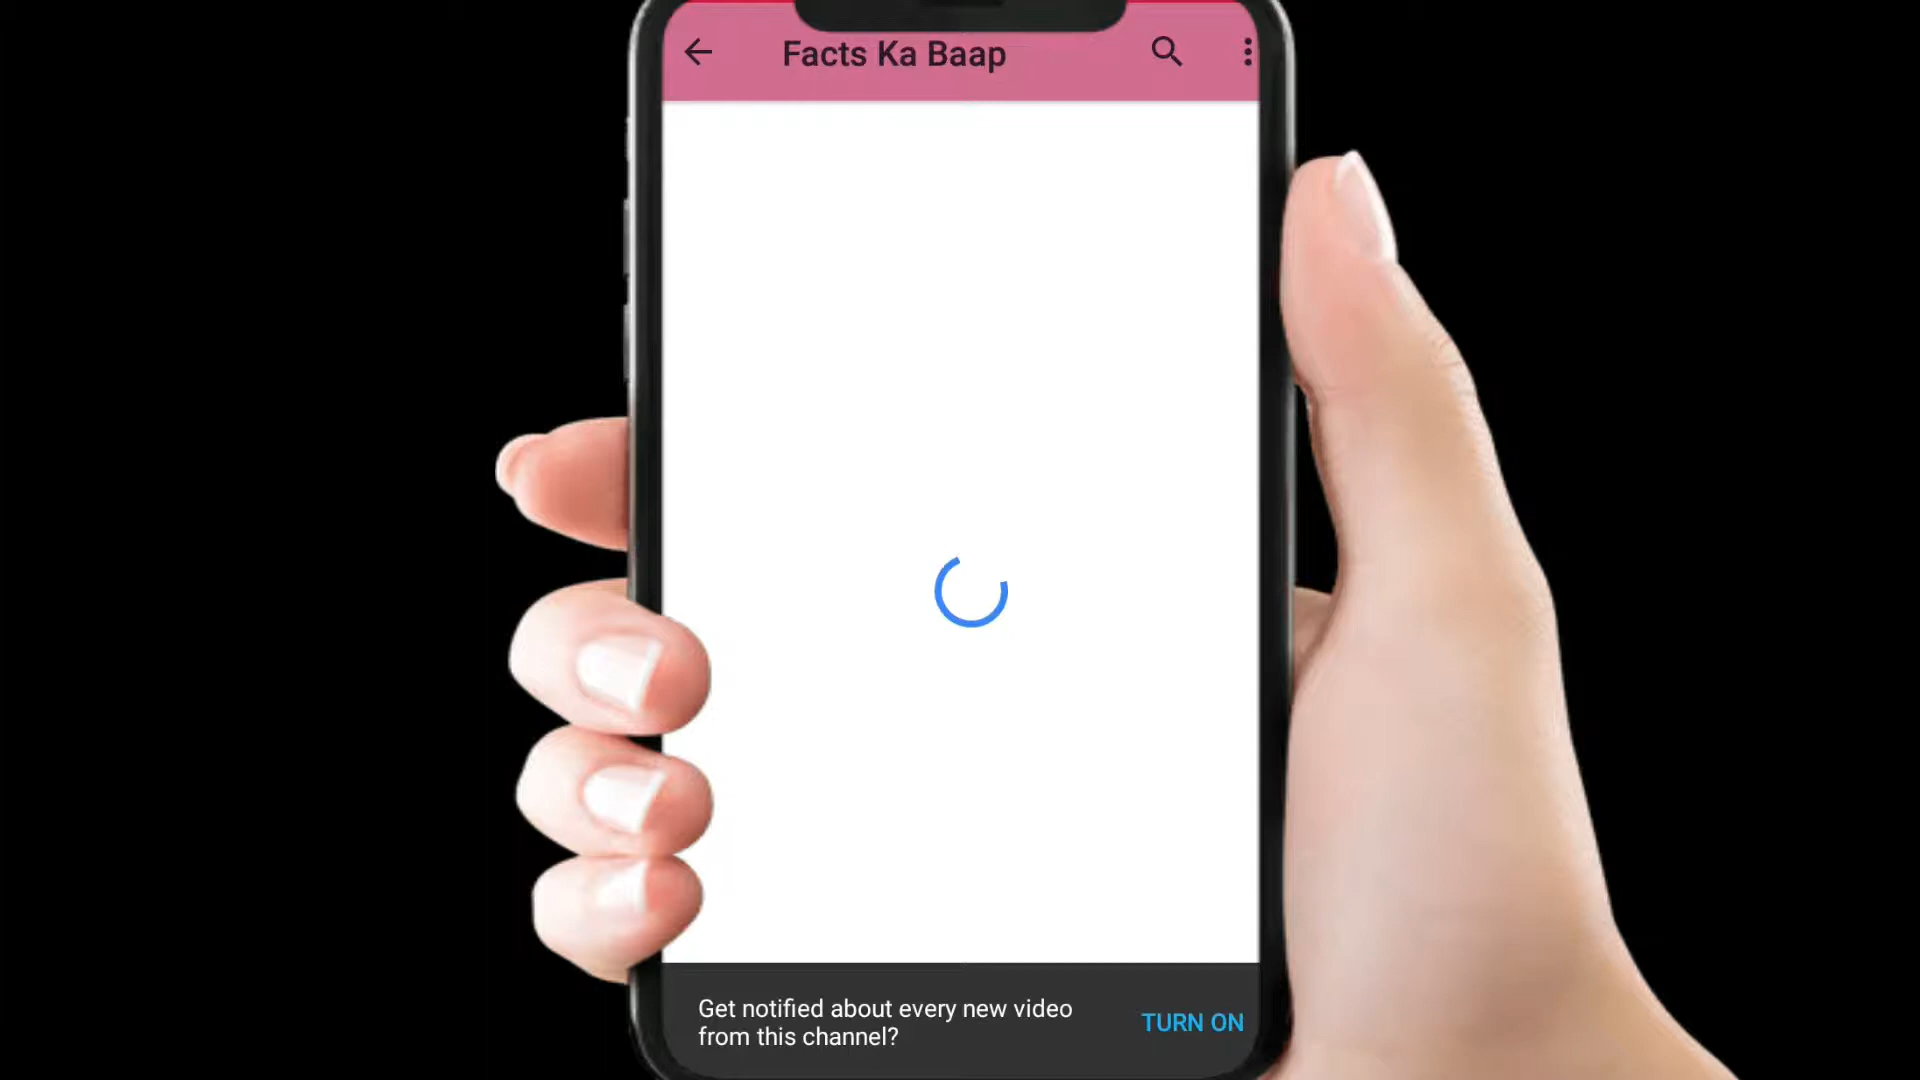 Facts Ka Baap
Get notified about every new video
from this channel?
TURN ON